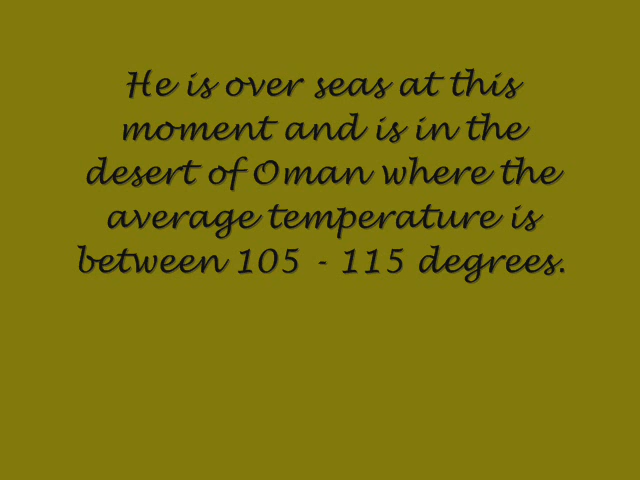 He is over seas at this
moment and is in the
desert of Oman where the
average temperature is
between 105 - 115 degrees.